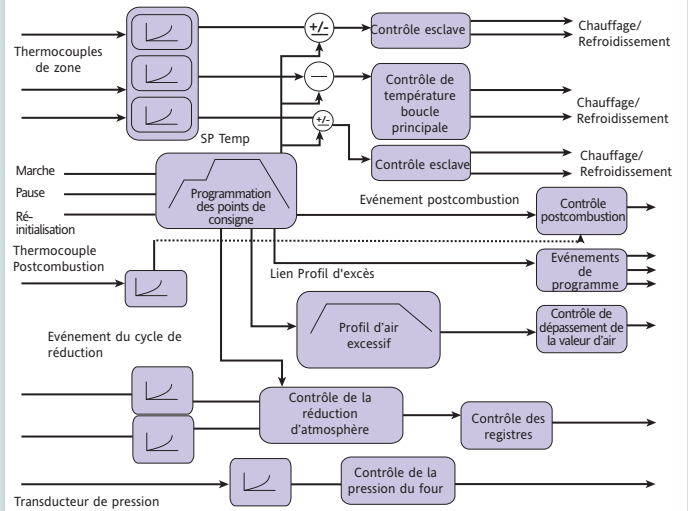 Thermocouples
de zone
+/-
Contrôle esclave
Chauffage/
Refroidissement
—
Contrôle de
température
boucle
principale
Chauffage/
Refroidissement
+/-
SP Temp
Contrôle esclave
Chauffage/
Refroidissement
Marche
Pause
Ré-
initialisation
Programmation
des points de
consigne
Evénement postcombustion
Contrôle
postcombustion
Thermocouple
Postcombustion
Lien Profil d'excès
Evénements
de
programme
Evénement du cycle de
réduction
Profil d'air
excessif
Contrôle de
dépassement de
la valeur d'air
Contrôle de la
réduction
d'atmosphère
Contrôle des
registres
Contrôle de la
pression du four
Transducteur de pression